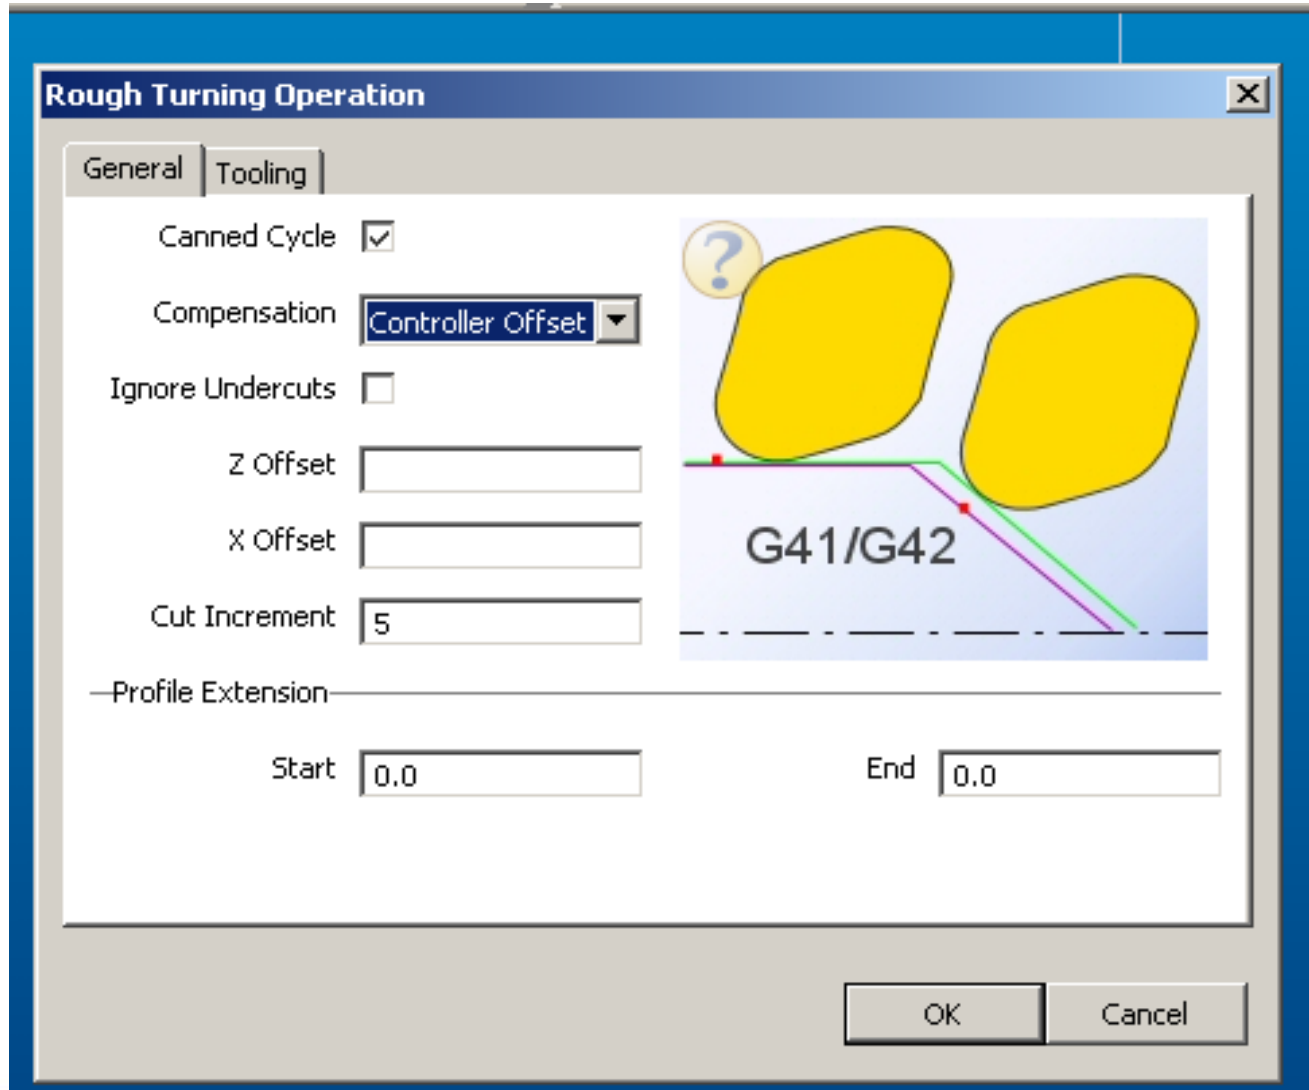 Rough Turning Operation
General Tooling
Canned Cycle
Compensation Controller Offset
Ignore Undercuts
Z Offset
X Offset
Cut Increment 5
G41/G42
Profile Extension
Start 0.0 End 0.0
OK Cancel